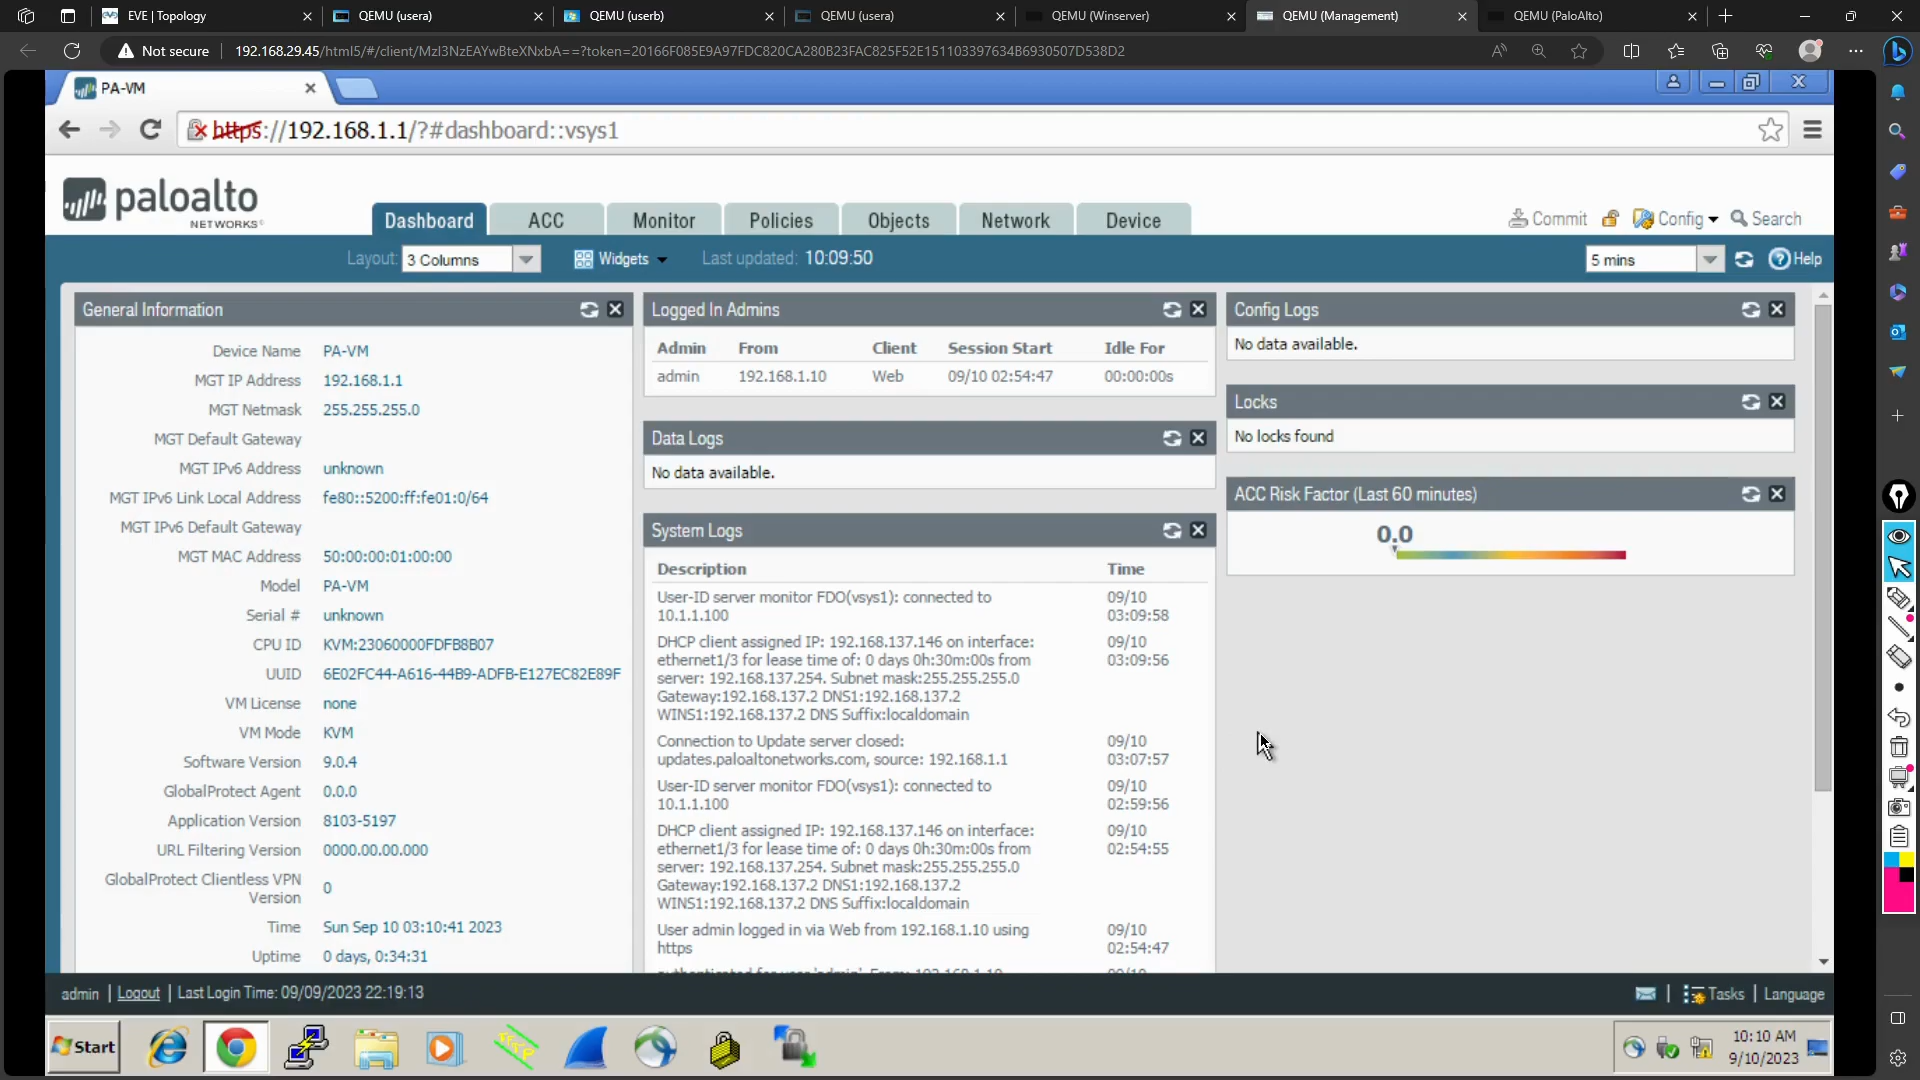 EVE | Topology
QEMU (usera)
QEMU (userb)
QEMU (usera)
QEMU (Winserver)
QEMU (Management)
QEMU (PaloAlto)
Not secure
192.168.29.45/html5/#/client/MzI3NzEAYwBteXNxbA==?token=20166F085E9A97FDC820CA280B23FAC825F52E151103397634B6930507D538D2
PA-VM
https://192.168.1.1/?#dashboard::vsys1
paloalto
NETWORKS
Dashboard
ACC
Monitor
Policies
Objects
Network
Device
Commit
Config
Search
Layout: 3 Columns
Widgets
Last updated: 10:09:50
5 mins
Help
General Information
Device Name PA-VM
MGT IP Address 192.168.1.1
MGT Netmask 255.255.255.0
MGT Default Gateway
MGT IPv6 Address unknown
MGT IPv6 Link Local Address fe80::5200:ff:fe01:0/64
MGT IPv6 Default Gateway
MGT MAC Address 50:00:00:01:00:00
Model PA-VM
Serial # unknown
CPU ID KVM:23060000FDFB8B07
UUID 6E02FC44-A616-44B9-ADFB-E127EC82E89F
VM License none
VM Mode KVM
Software Version 9.0.4
GlobalProtect Agent 0.0.0
Application Version 8103-5197
URL Filtering Version 0000.00.00.000
GlobalProtect Clientless VPN
Version 0
Time Sun Sep 10 03:10:41 2023
Uptime 0 days, 0:34:31
Logged In Admins
Admin From Client Session Start Idle For
admin 192.168.1.10 Web 09/10 02:54:47 00:00:00s
Data Logs
No data available.
System Logs
Description Time
User-ID server monitor FDO(vsys1): connected to 09/10
10.1.1.100 03:09:58
DHCP client assigned IP: 192.168.137.146 on interface: 09/10
ethernet1/3 for lease time of: 0 days 0h:30m:00s from 03:09:56
server: 192.168.137.254. Subnet mask:255.255.255.0
Gateway:192.168.137.2 DNS1:192.168.137.2
WINS1:192.168.137.2 DNS Suffix:localdomain
Connection to Update server closed: 09/10
updates.paloaltonetworks.com, source: 192.168.1.1 03:07:57
User-ID server monitor FDO(vsys1): connected to 09/10
10.1.1.100 02:59:56
DHCP client assigned IP: 192.168.137.146 on interface: 09/10
ethernet1/3 for lease time of: 0 days 0h:30m:00s from 02:54:55
server: 192.168.137.254. Subnet mask:255.255.255.0
Gateway:192.168.137.2 DNS1:192.168.137.2
WINS1:192.168.137.2 DNS Suffix:localdomain
User admin logged in via Web from 192.168.1.10 using 09/10
https 02:54:47
Config Logs
No data available.
Locks
No locks found
ACC Risk Factor (Last 60 minutes)
0.0
admin | Logout | Last Login Time: 09/09/2023 22:19:13
Tasks | Language
Start
TFTP
10:10 AM
9/10/2023